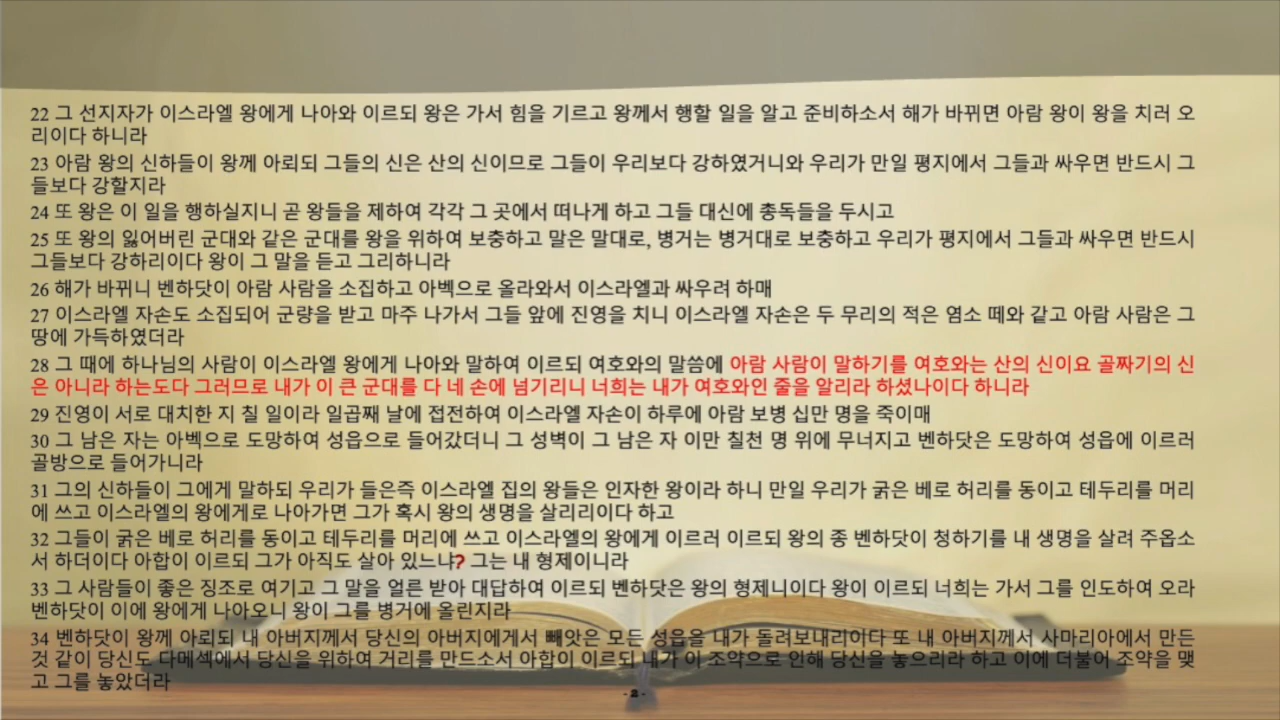 22 그 선지자가 이스라엘 왕에게 나아와 이르되 왕은 가서 힘을 기르고 왕께서 행할 일을 알고 준비하소서 해가 바뀌면 아람 왕이 왕을 치러 오
리이다 하니라
23 아람 왕의 신하들이 왕께 아뢰되 그들의 신은 산의 신이므로 그들이 우리보다 강하였거니와 우리가 만일 평지에서 그들과 싸우면 반드시 그
들보다 강할지라
24 또 왕은 이 일을 행하실지니 곧 왕들을 제하여 각각 그 곳에서 떠나게 하고 그들 대신에 총독들을 두시고
25 또 왕의 잃어버린 군대와 같은 군대를 왕을 위하여 보충하고 말은 말대로, 병거는 병거대로 보충하고 우리가 평지에서 그들과 싸우면 반드시
그들보다 강하리이다 왕이 그 말을 듣고 그리하니라
26 해가 바뀌니 벤하닷이 아람 사람을 소집하고 아벡으로 올라와서 이스라엘과 싸우려 하매
27 이스라엘 자손도 소집되어 군량을 받고 마주 나가서 그들 앞에 진영을 치니 이스라엘 자손은 두 무리의 적은 염소 떼와 같고 아람 사람은 그
땅에 가득하였더라
28 그 때에 하나님의 사람이 이스라엘 왕에게 나아와 말하여 이르되 여호와의 말씀에 아람 사람이 말하기를 여호와는 산의 신이요 골짜기의 신
은 아니라 하는도다 그러므로 내가 이 큰 군대를 다 네 손에 넘기리니 너희는 내가 여호와인 줄을 알리라 하셨나이다 하니라
29 진영이 서로 대치한 지 칠 일이라 일곱째 날에 접전하여 이스라엘 자손이 하루에 아람 보병 십만 명을 죽이매
30 그 남은 자는 아벡으로 도망하여 성읍으로 들어갔더니 그 성벽이 그 남은 자 이만 칠천 명 위에 무너지고 벤하닷은 도망하여 성읍에 이르러
골방으로 들어가니라
31 그의 신하들이 그에게 말하되 우리가 들은즉 이스라엘 집의 왕들은 인자한 왕이라 하니 만일 우리가 굵은 베로 허리를 동이고 테두리를 머리
에 쓰고 이스라엘의 왕에게로 나아가면 그가 혹시 왕의 생명을 살리리이다 하고
32 그들이 굵은 베로 허리를 동이고 테두리를 머리에 쓰고 이스라엘의 왕에게 이르러 이르되 왕의 종 벤하닷이 청하기를 내 생명을 살려 주옵소
서 하더이다 아합이 이르되 그가 아직도 살아 있느냐? 그는 내 형제이니라
33 그 사람들이 좋은 징조로 여기고 그 말을 얼른 받아 대답하여 이르되 벤하닷은 왕의 형제니이다 왕이 이르되 너희는 가서 그를 인도하여 오라
벤하닷이 이에 왕에게 나아오니 왕이 그를 병거에 올린지라
34 벤하닷이 왕께 아뢰되 내 아버지께서 당신의 아버지에게서 빼앗은 모든 성읍을 내가 돌려보내리이다 또 내 아버지께서 사마리아에서 만든
것 같이 당신도 다메섹에서 당신을 위하여 거리를 만드소서 아합이 이르되 내가 이 조약으로 인해 당신을 놓으리라 하고 이에 더불어 조약을 맺
고 그를 놓았더라
- 2 -